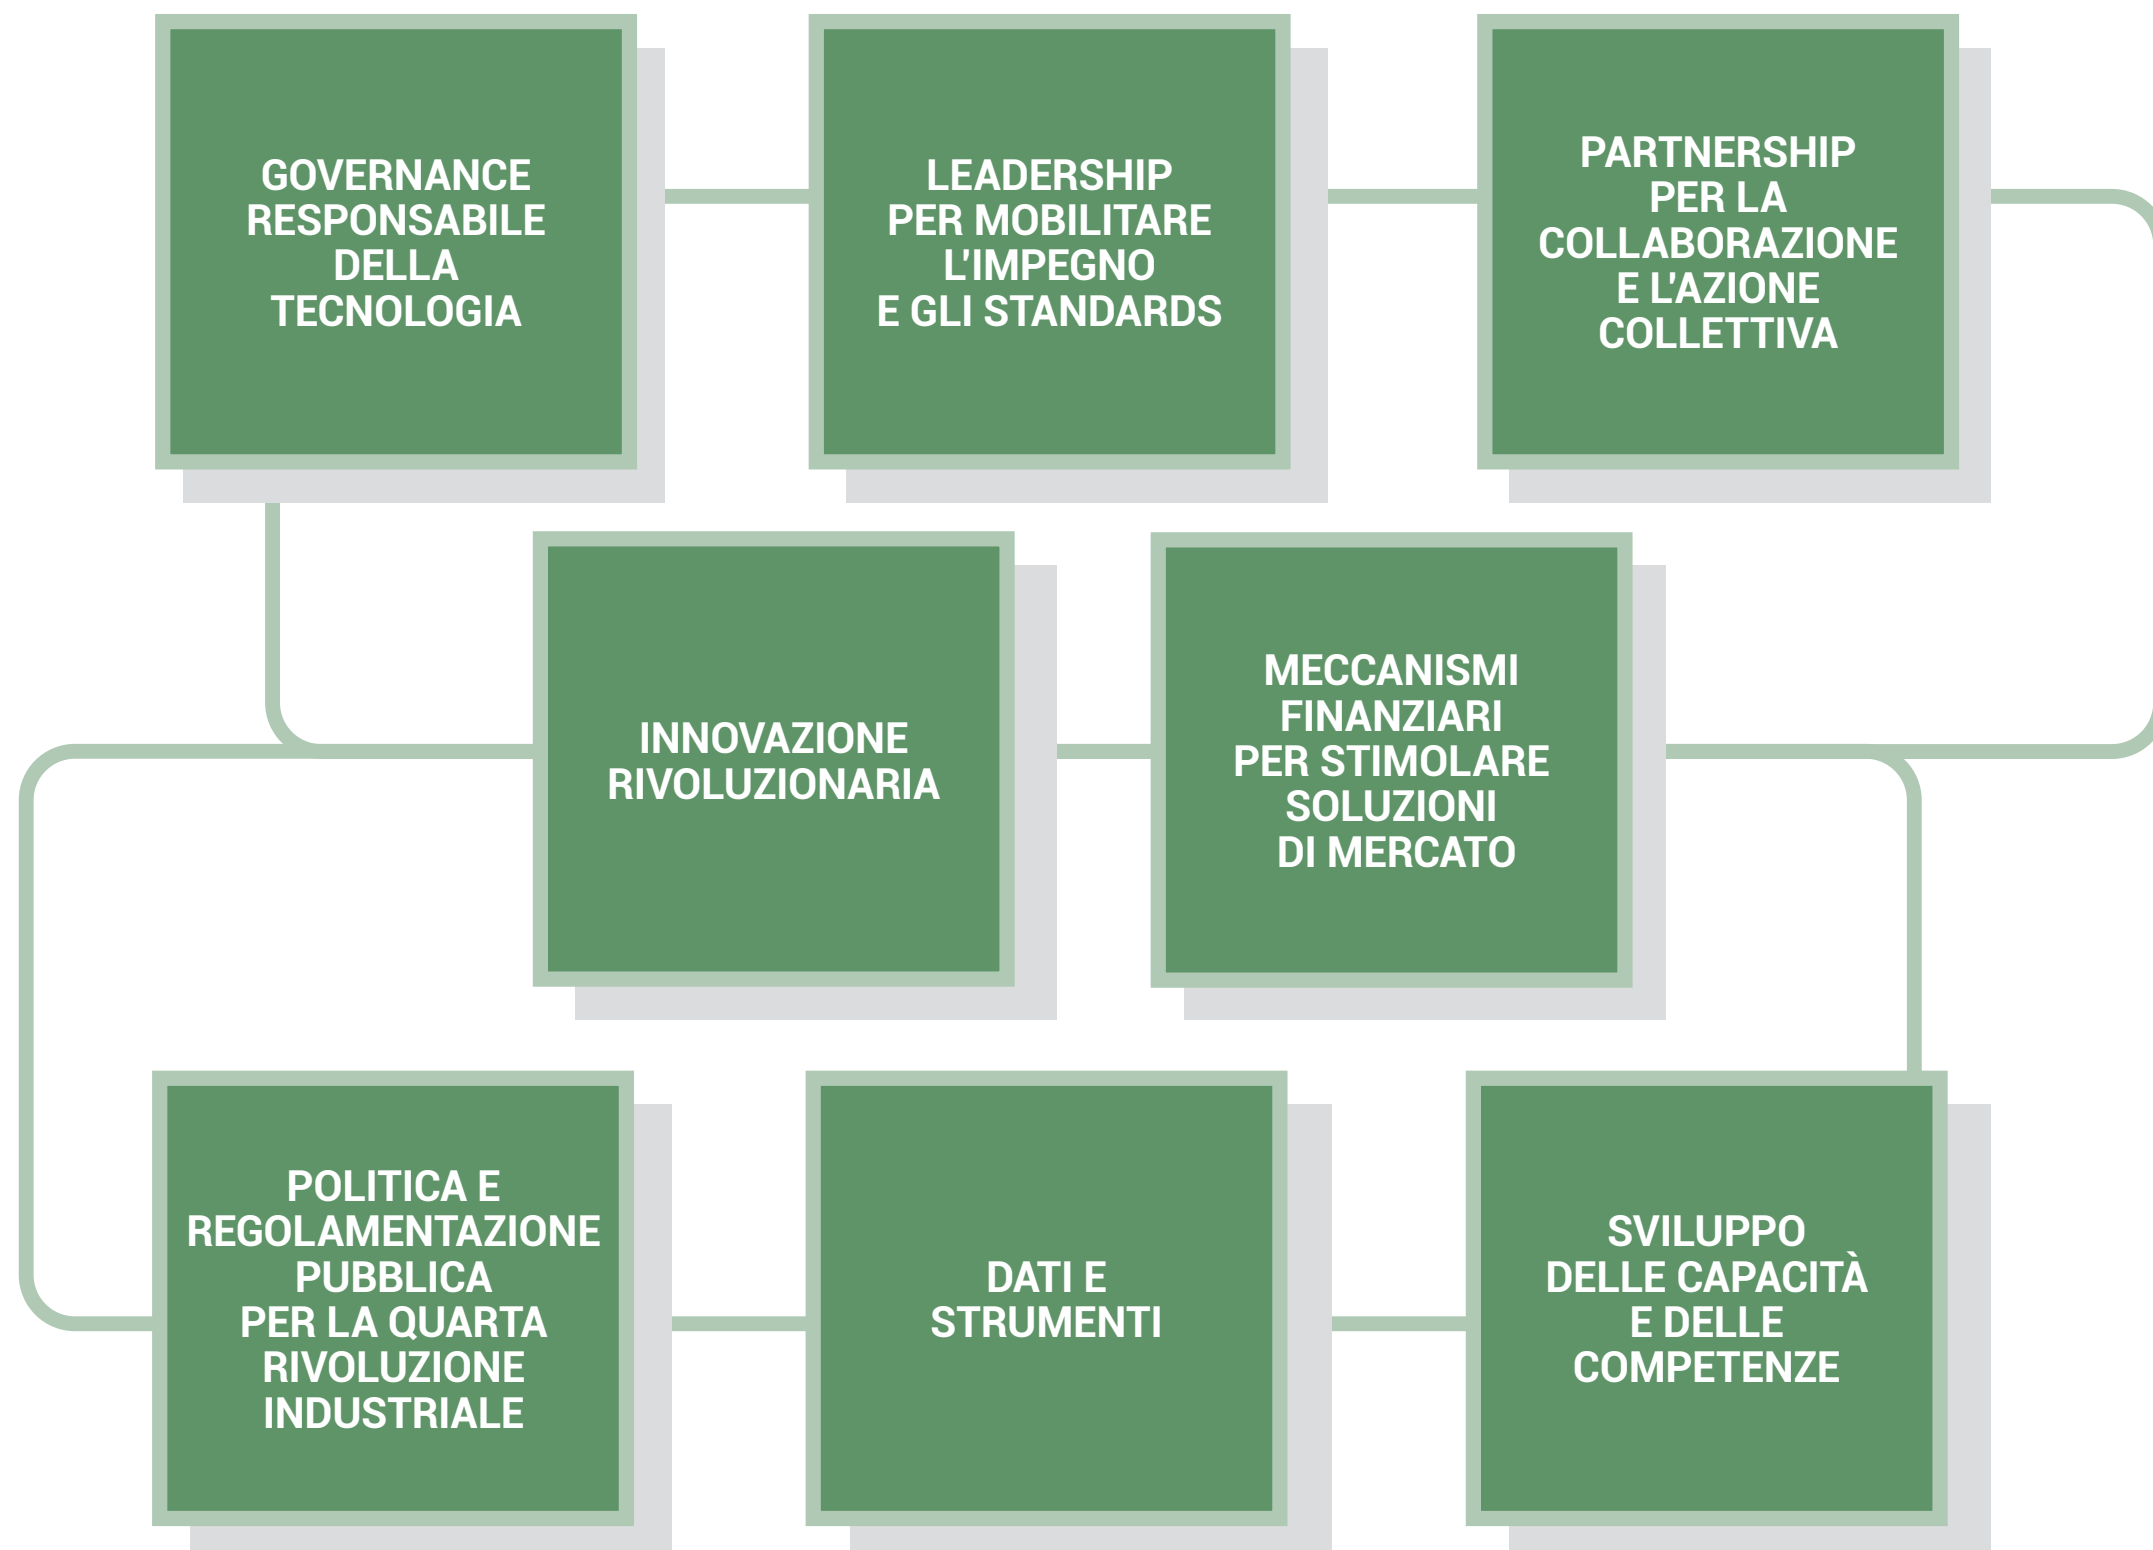 GOVERNANCE
RESPONSABILE
DELLA
TECNOLOGIA
LEADERSHIP
PER MOBILITARE
L'IMPEGNO
E GLI STANDARDS
PARTNERSHIP
PER LA
COLLABORAZIONE
E L'AZIONE
COLLETTIVA
INNOVAZIONE
RIVOLUZIONARIA
MECCANISMI
FINANZIARI
PER STIMOLARE
SOLUZIONI
DI MERCATO
POLITICA E
REGOLAMENTAZIONE
PUBBLICA
PER LA QUARTA
RIVOLUZIONE
INDUSTRIALE
DATI E
STRUMENTI
SVILUPPO
DELLE CAPACITÀ
E DELLE
COMPETENZE